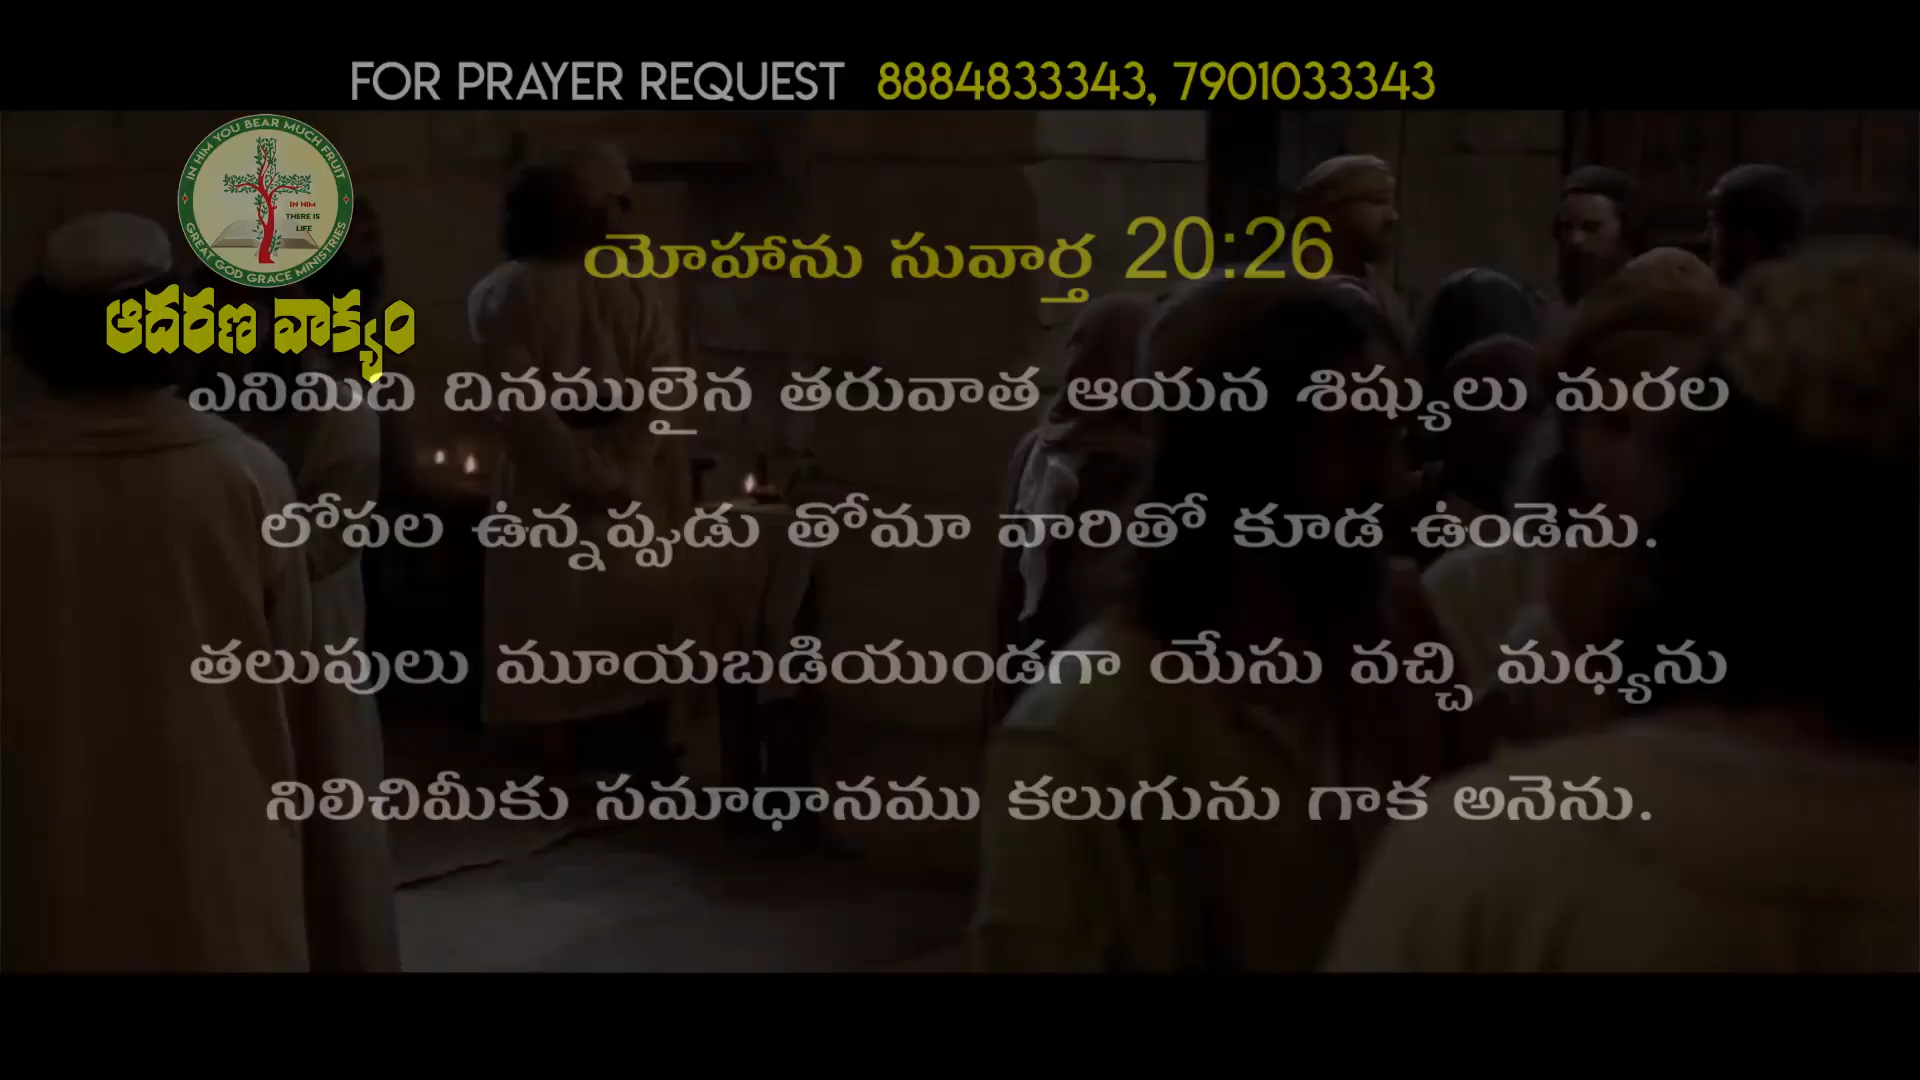 FOR PRAYER REQUEST 8884833343, 7901033343
IN HIM YOU BEAR MUCH FRUIT
IN HIM
THERE IS
LIFE
GREAT GOD GRACE MINISTRIES
ఆదరణ వాక్యం
యోహాను సువార్త 20:26
ఎనిమిది దినములైన తరువాత ఆయన శిష్యులు మరల
లోపల ఉన్నప్పుడు తోమా వారితో కూడ ఉండెను.
తలుపులు మూయబడియుండగా యేసు వచ్చి మధ్యను
నిలిచిమీకు సమాధానము కలుగును గాక అనెను.